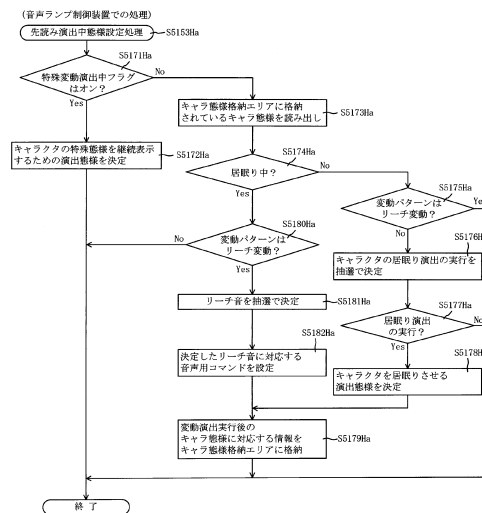 (音声ランプ制御装置での処理)
先読み演出中態様設定処理
S5153Ha
S5171Ha
特殊変動演出中フラグ
はオン?
No
Yes
キャラ態様格納エリアに格納
されているキャラ態様を読み出し
S5173Ha
キャラクタの特殊態様を継続表示
するための演出態様を決定
S5172Ha
S5174Ha
居眠り中?
No
Yes
S5175Ha
変動パターンは
リーチ変動?
Ye
No
S5180Ha
変動パターンは
リーチ変動?
No
Yes
S5176H
キャラクタの居眠り演出の実行を
抽選で決定
リーチ音を抽選で決定
S5181Ha
S5177Ha
居眠り演出
の実行?
No
Yes
S5182Ha
決定したリーチ音に対応する
音声用コマンドを設定
S5178H
キャラクタを居眠りさせる
演出態様を決定
変動演出実行後の
キャラ態様に対応する情報を
キャラ態様格納エリアに格納
S5179Ha
終了